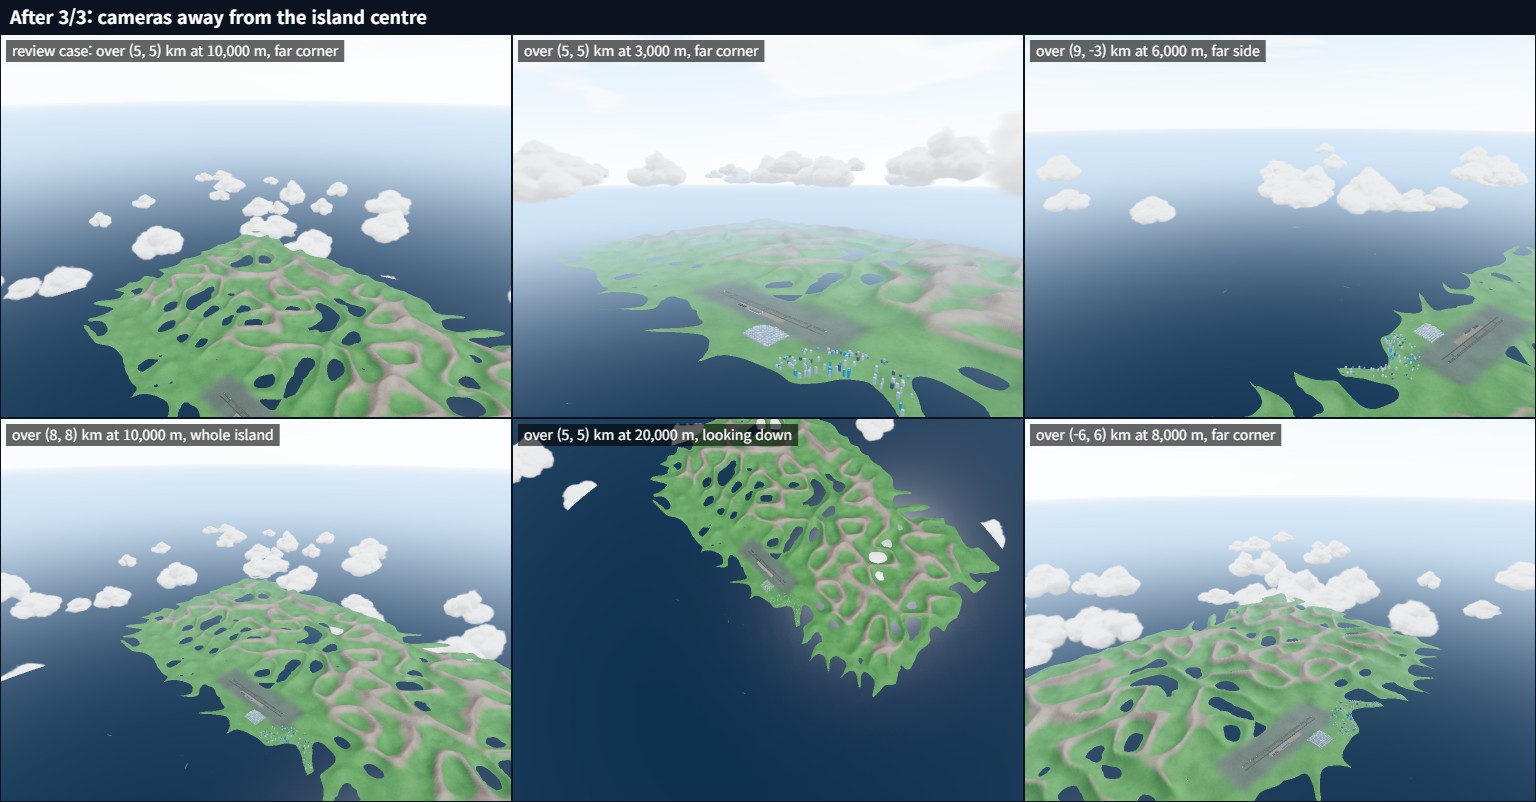 After 3/3: cameras away from the island centre
review case: over (5, 5) km at 10,000 m, far corner
over (5, 5) km at 3,000 m, far corner
over (9, -3) km at 6,000 m, far side
over (8, 8) km at 10,000 m, whole island
over (5, 5) km at 20,000 m, looking down
over (-6, 6) km at 8,000 m, far corner